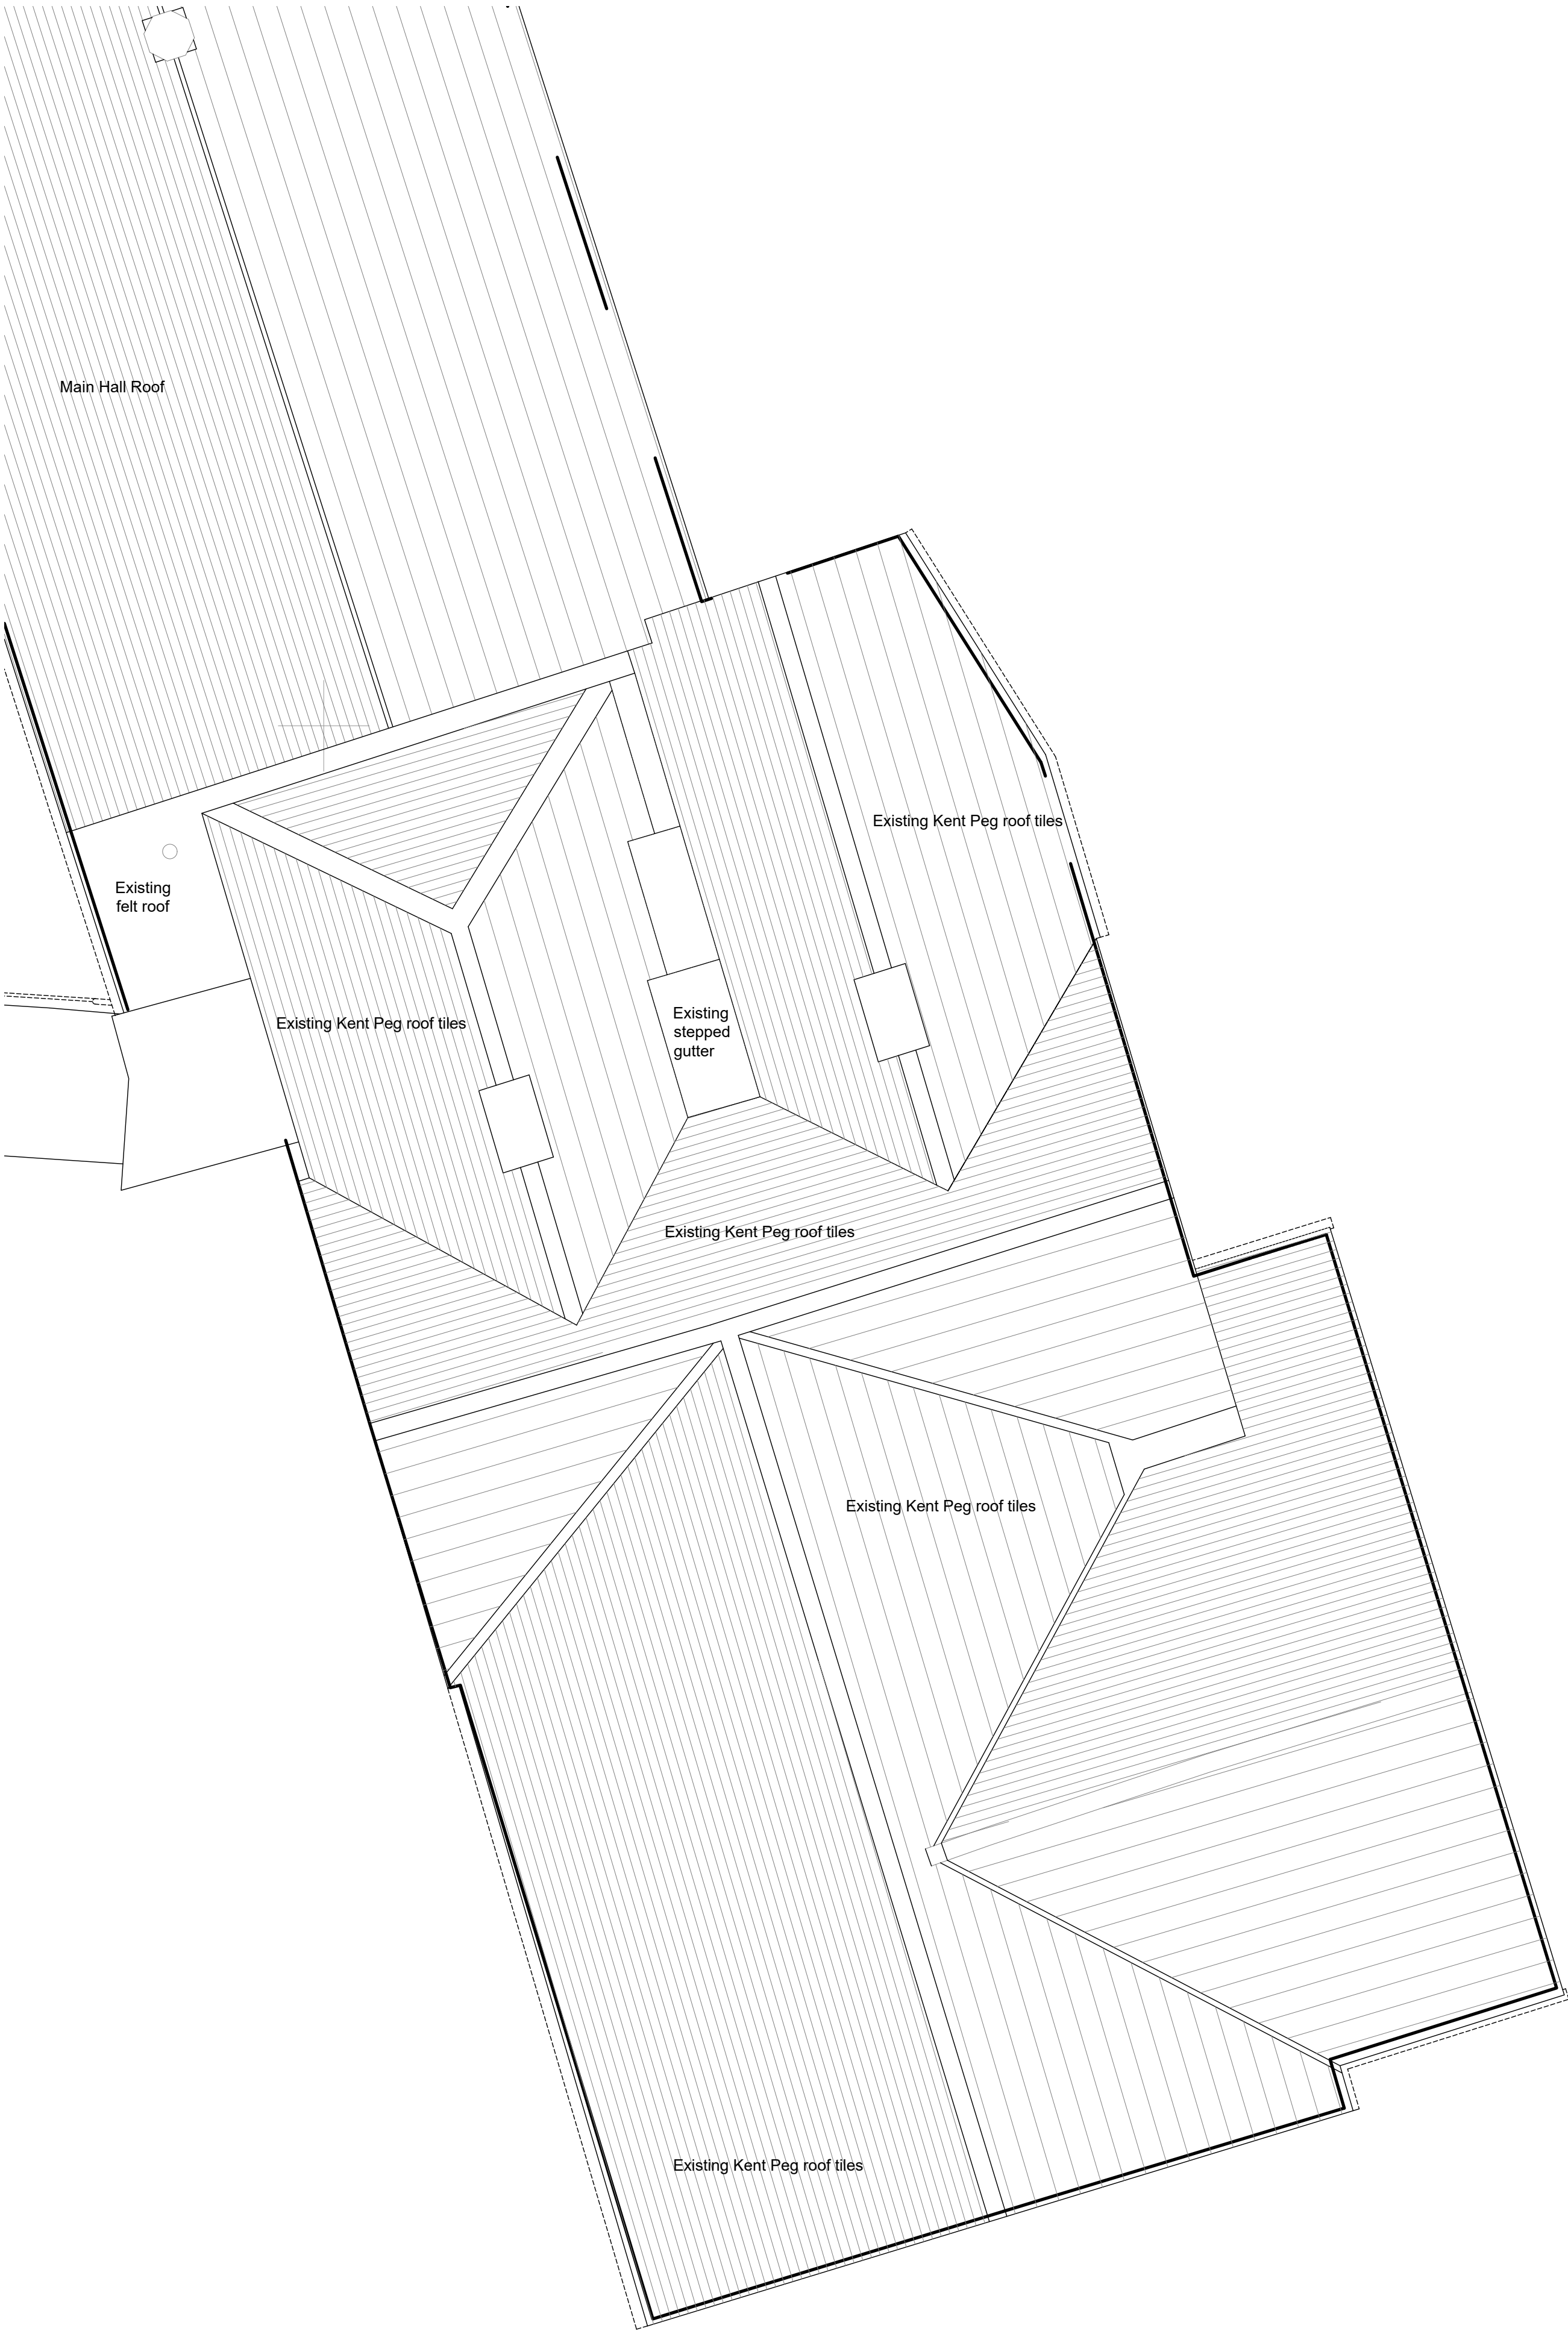 Main Hall Roof
Existing Kent Peg roof tiles
Existing
felt roof
Existing Kent Peg roof tiles
Existing
stepped
gutter
Existing Kent Peg roof tiles
Existing Kent Peg roof tiles
Existing Kent Peg roof tiles